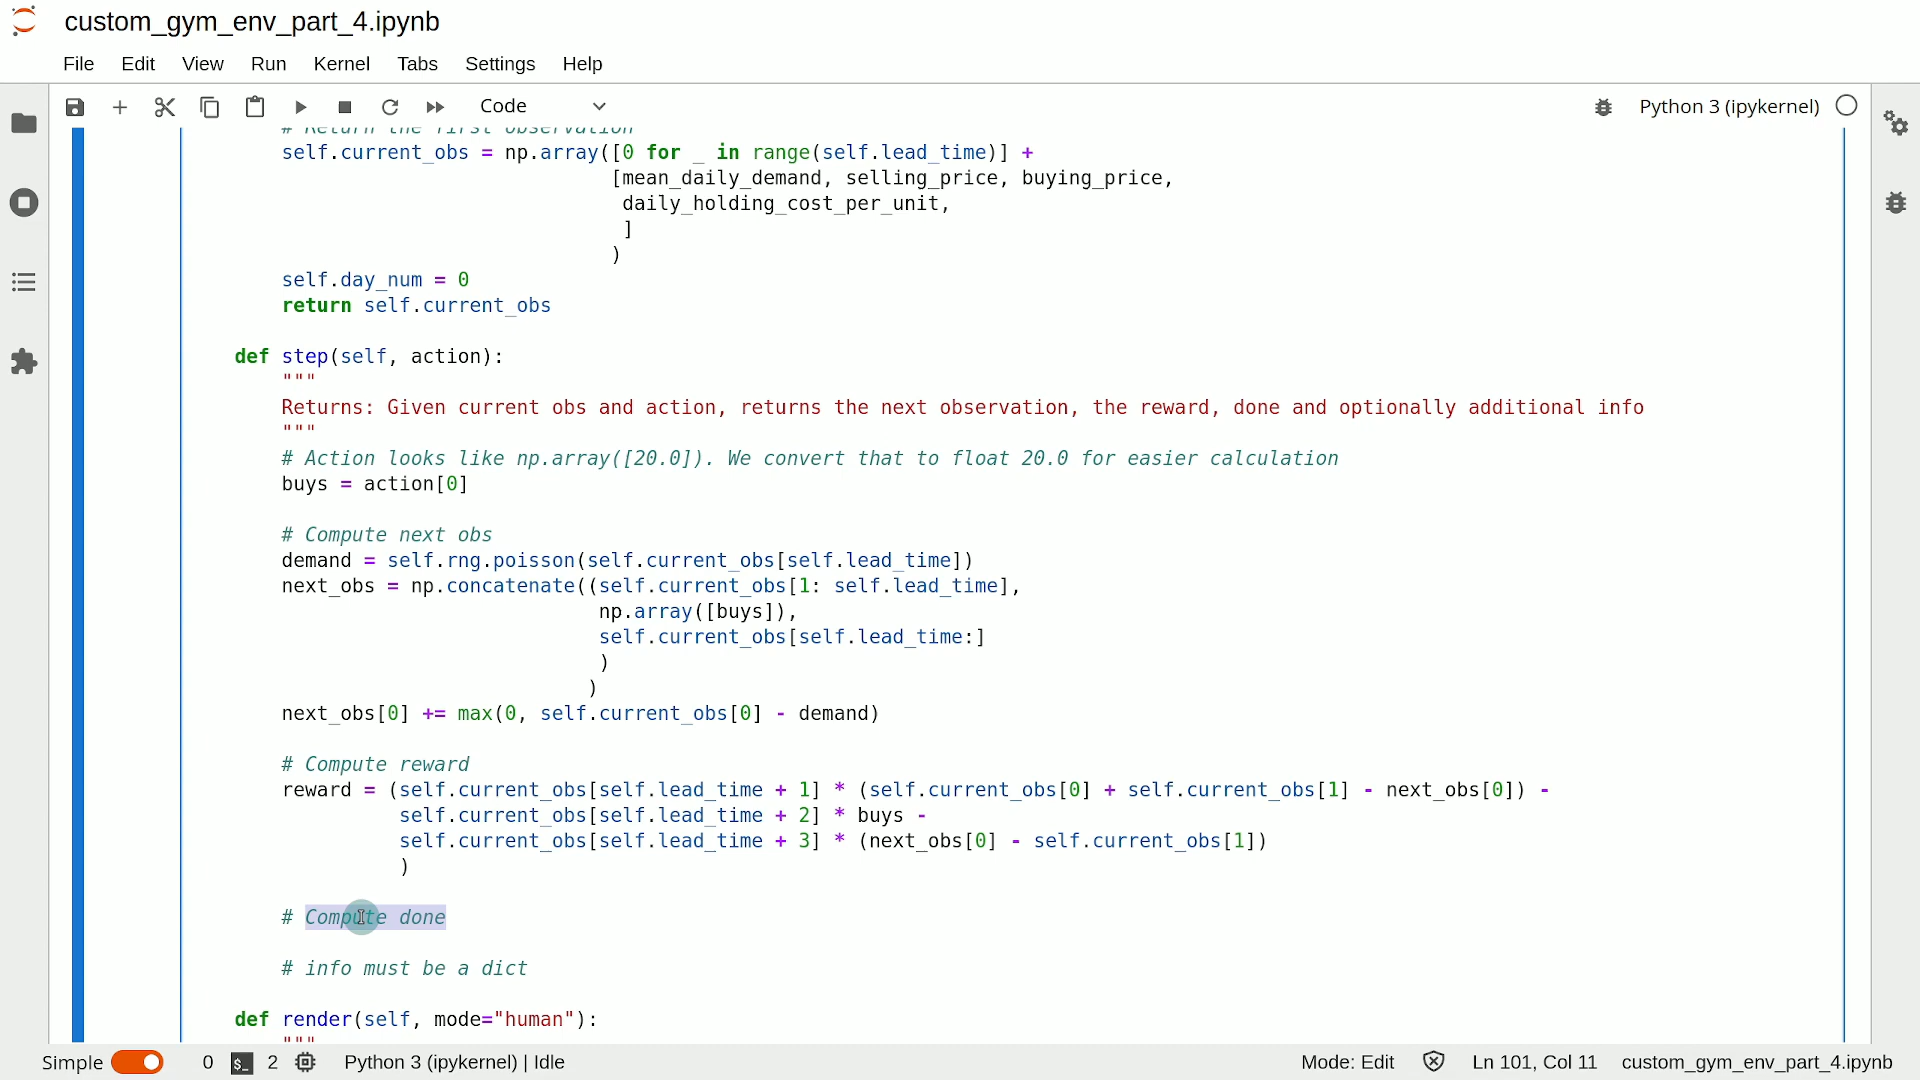 custom_gym_env_part_4.ipynb
File Edit View Run Kernel Tabs Settings Help
Code Python 3 (ipykernel)
# Return the first observation
self.current_obs = np.array([0 for _ in range(self.lead_time)] +
[mean_daily_demand, selling_price, buying_price,
daily_holding_cost_per_unit,
]
)
self.day_num = 0
return self.current_obs
def step(self, action):
"""
Returns: Given current obs and action, returns the next observation, the reward, done and optionally additional info
"""
# Action looks like np.array([20.0]). We convert that to float 20.0 for easier calculation
buys = action[0]
# Compute next obs
demand = self.rng.poisson(self.current_obs[self.lead_time])
next_obs = np.concatenate((self.current_obs[1: self.lead_time],
np.array([buys]),
self.current_obs[self.lead_time:]
)
)
next_obs[0] += max(0, self.current_obs[0] - demand)
# Compute reward
reward = (self.current_obs[self.lead_time + 1] * (self.current_obs[0] + self.current_obs[1] - next_obs[0]) -
self.current_obs[self.lead_time + 2] * buys -
self.current_obs[self.lead_time + 3] * (next_obs[0] - self.current_obs[1])
)
# Compute done
# info must be a dict
def render(self, mode="human"):
"""
Simple 0 $_ 2 Python 3 (ipykernel) | Idle Mode: Edit Ln 101, Col 11 custom_gym_env_part_4.ipynb